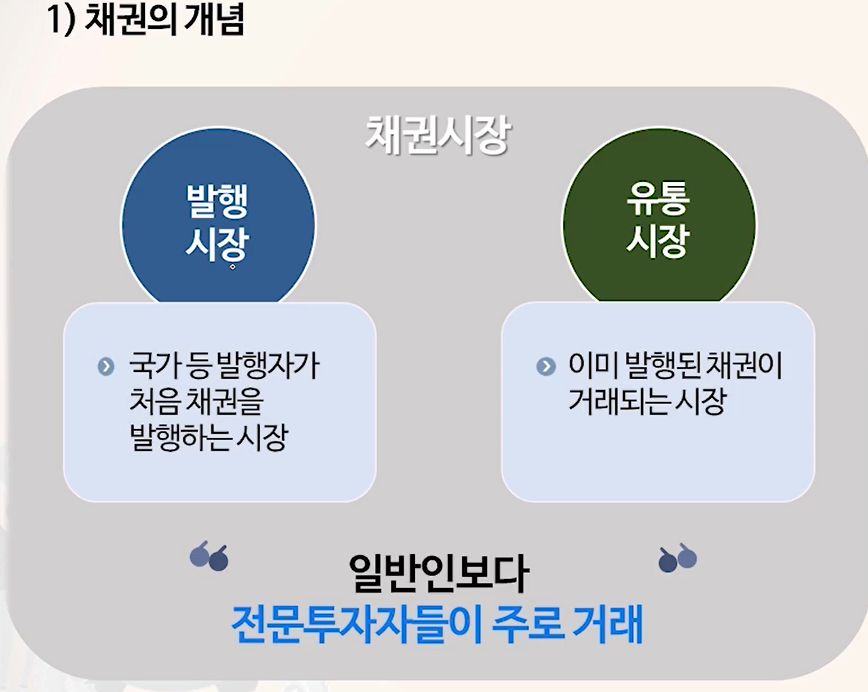 1) 채권의 개념
채권시장
발행
시장
국가 등 발행자가
처음 채권을
발행하는 시장
유통
시장
이미 발행된 채권이
거래되는 시장
일반인보다
전문투자자들이 주로 거래